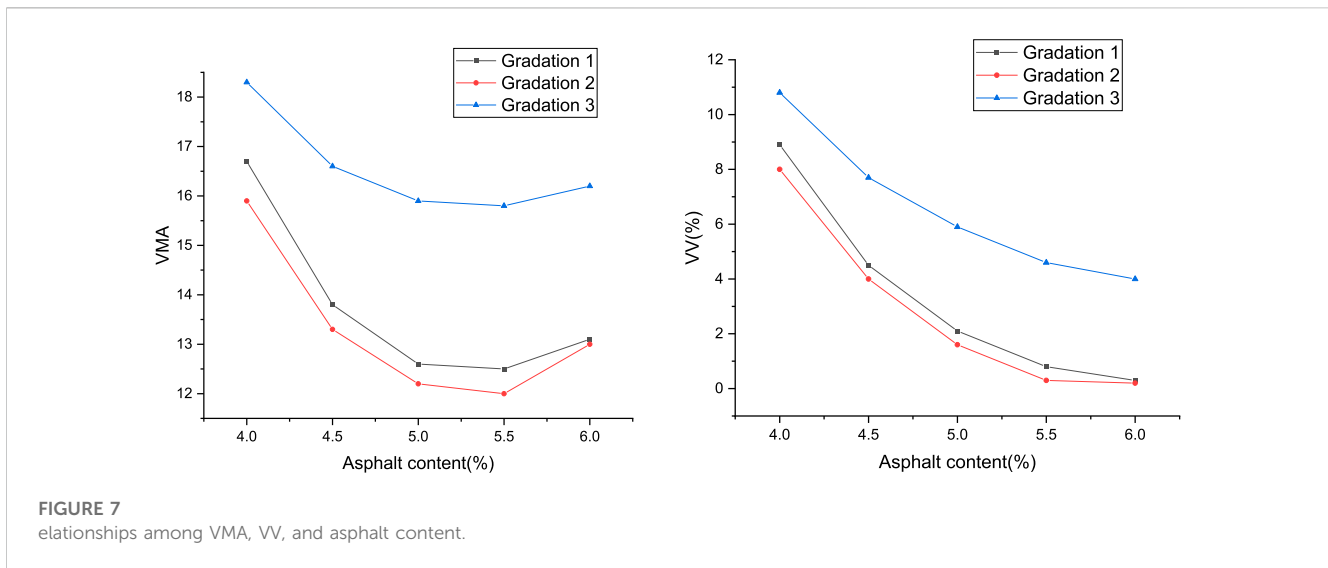 Gradation 1
Gradation 2
Gradation 3
18
17
16
15
14
13
12
VMA
4.0 4.5 5.0 5.5 6.0
Asphalt content(%)
Gradation 1
Gradation 2
Gradation 3
12
10
8
6
4
2
0
VV(%)
4.0 4.5 5.0 5.5 6.0
Asphalt content(%)
FIGURE 7
elationships among VMA, VV, and asphalt content.